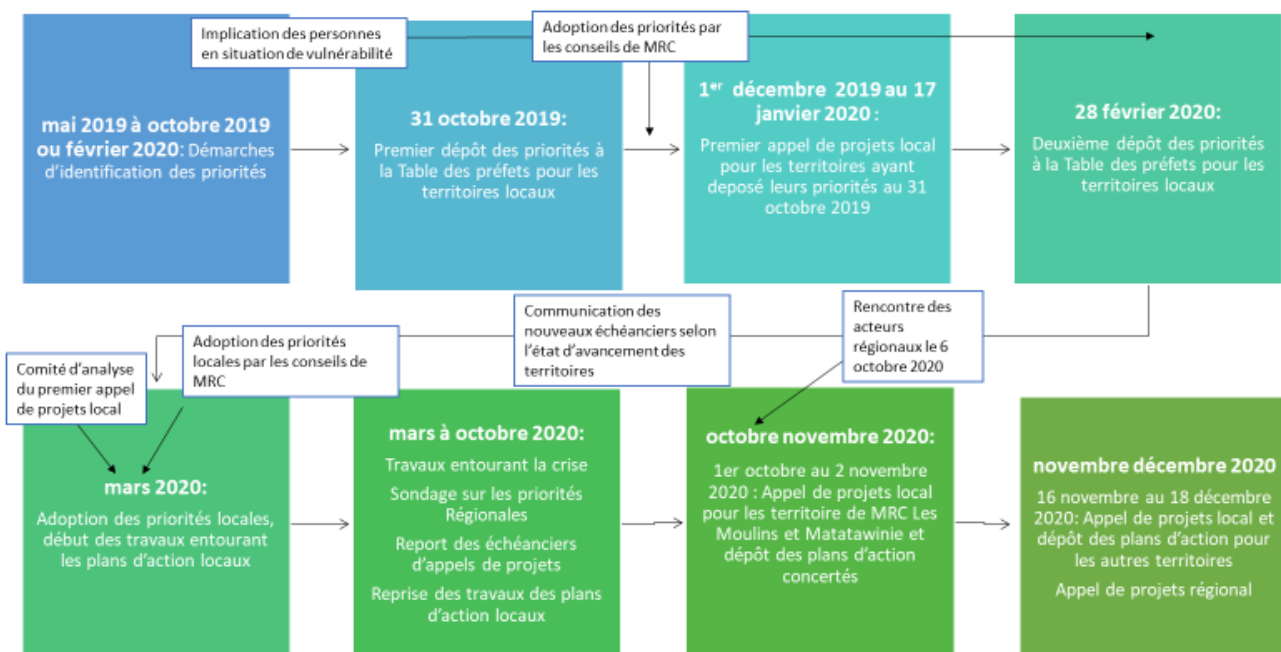 Implication des personnes
en situation de vulnérabilité
Adoption des priorités par
les conseils de MRC
mai 2019 à octobre 2019
ou février 2020: Démarches
d'identification des priorités
31 octobre 2019:
Premier dépôt des priorités à
la Table des préfets pour les
territoires locaux
1er décembre 2019 au 17
janvier 2020 :
Premier appel de projets local
pour les territoires ayant
deposé leurs priorités au 31
octobre 2019
28 février 2020:
Deuxième dépôt des priorités
à la Table des préfets pour les
territoires locaux
Comité d'analyse
du premier appel
de projets local
Adoption des priorités
locales par les conseils de
MRC
Communication des
nouveaux échéanciers selon
l'état d'avancement des
territoires
Rencontre des
acteurs
régionaux le 6
octobre 2020
mars 2020:
Adoption des priorités locales,
début des travaux entourant
les plans d'action locaux
mars à octobre 2020:
Travaux entourant la crise
Sondage sur les priorités
Régionales
Report des échéanciers
d'appels de projets
Reprise des travaux des plans
d'action locaux
octobre novembre 2020:
1er octobre au 2 novembre
2020 : Appel de projets local
pour les territoire de MRC Les
Moulins et Matatawinie et
dépôt des plans d'action
concertés
novembre décembre 2020
16 novembre au 18 décembre
2020: Appel de projets local et
dépôt des plans d'action pour
les autres territoires
Appel de projets régional